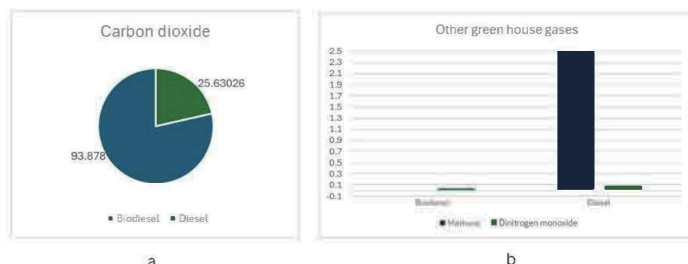 Carbon dioxide
25.63026
93.878
Biodiesel Diesel
a
Other green house gases
2.5
2.3
2.1
1.9
1.7
1.5
1.3
1.1
0.9
0.7
0.5
0.3
0.1
-0.1
Biodiesel Diesel
Methane Dinitrogen monoxide
b